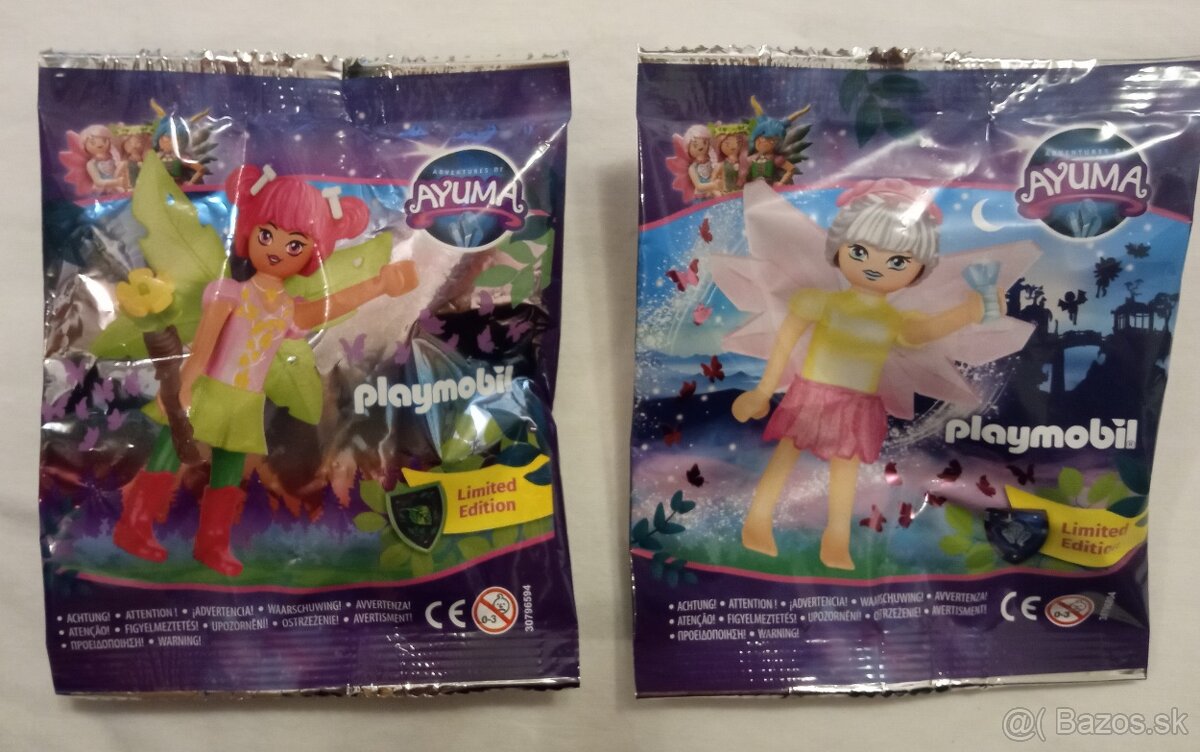 ADVENTURES OF
AYUMA
playmobil
Limited
Edition
• ACHTUNG! • ATTENTION ! • ¡ADVERTENCIA! • WAARSCHUWING! • AVVERTENZA!
• ATENÇÃO! • FIGYELMEZTETÉS! • UPOZORNĚNÍ! • OSTRZEŻENIE! • AVERTISMENT!
• ΠΡΟΕΙΔΟΠΟΙΗΣΗ! • WARNING!
CE
0-3
30796594
ADVENTURES OF
AYUMA
playmobil®
Limited
Edition
• ACHTUNG! • ATTENTION ! • ¡ADVERTENCIA! • WAARSCHUWING! • AVVERTENZA!
• ATENÇÃO! • FIGYELMEZTETÉS! • UPOZORNĚNÍ! • OSTRZEŻENIE! • AVERTISMENT!
• ΠΡΟΕΙΔΟΠΟΙΗΣΗ! • WARNING!
CE
0-3
@( Bazos.sk